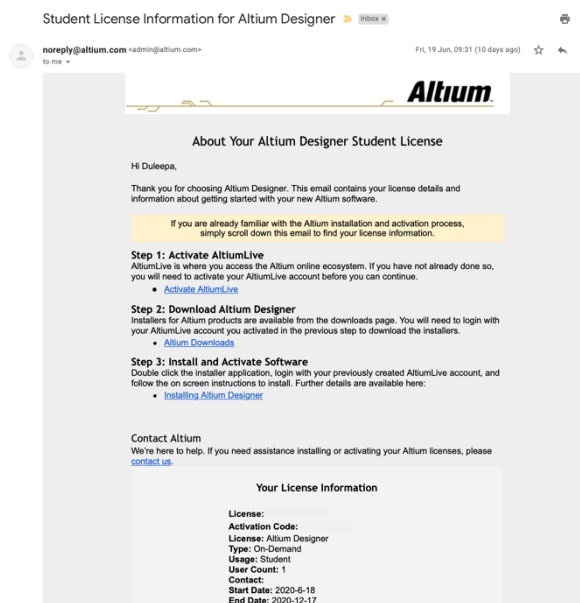 Student License Information for Altium Designer Inbox x
noreply@altium.com <admin@altium.com> Fri, 19 Jun, 09:31 (10 days ago)
to me
Altium
About Your Altium Designer Student License
Hi Duleepa,
Thank you for choosing Altium Designer. This email contains your license details and
information about getting started with your new Altium software.
If you are already familiar with the Altium installation and activation process,
simply scroll down this email to find your license information.
Step 1: Activate AltiumLive
AltiumLive is where you access the Altium online ecosystem. If you have not already done so,
you will need to activate your AltiumLive account before you can continue.
• Activate AltiumLive
Step 2: Download Altium Designer
Installers for Altium products are available from the downloads page. You will need to login with
your AltiumLive account you activated in the previous step to download the installers.
• Altium Downloads
Step 3: Install and Activate Software
Double click the installer application, login with your previously created AltiumLive account, and
follow the on screen instructions to install. Further details are available here:
• Installing Altium Designer
Contact Altium
We're here to help. If you need assistance installing or activating your Altium licenses, please
contact us.
Your License Information
License:
Activation Code:
License: Altium Designer
Type: On-Demand
Usage: Student
User Count: 1
Contact:
Start Date: 2020-6-18
End Date: 2020-12-17